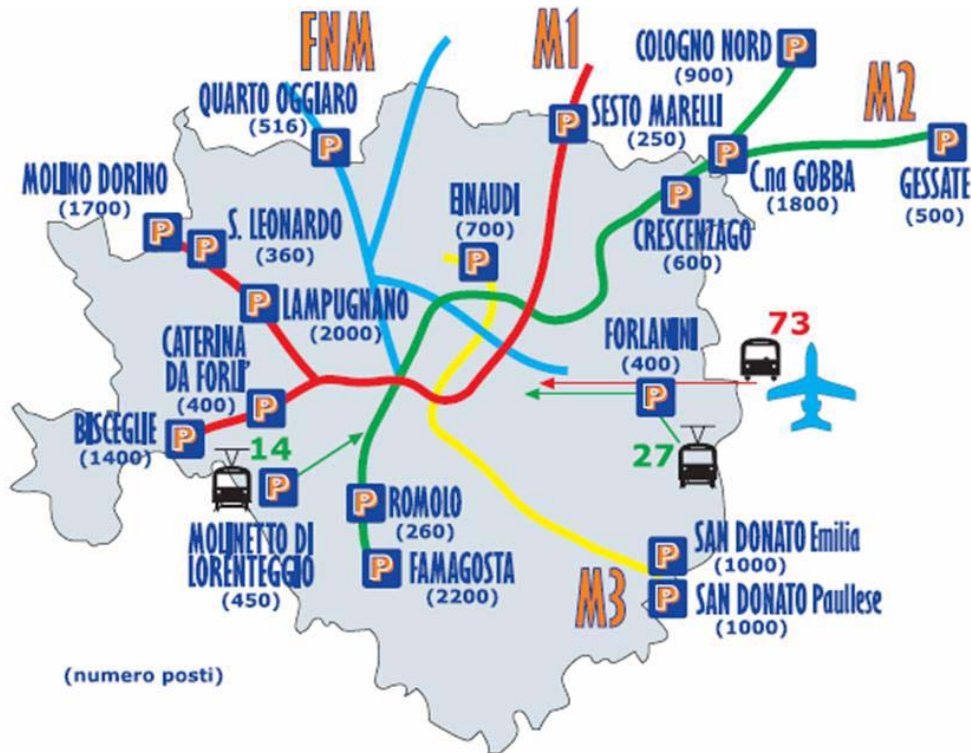 FNM
M1
COLOGNO NORD P
(900)
QUARTO OGGIARO
(516)
P
P
SESTO MARELLI
(250)
M2
MOLINO DORINO
(1700)
P
P
S. LEONARDO
(360)
EINAUDI
(700)
P
P
C.na GOBBA
(1800)
P
GESSATE
(500)
P
CRESCENZAGO
(600)
P
LAMPUGNANO
(2000)
CATERINA
DA FORLI'
(400)
P
FORLANINI
(400)
P
73
BISCEGLIE
(1400)
P
14
27
P
MOLINETTO DI
LORENTEGGIO
(450)
P
ROMOLO
(260)
P
FAMAGOSTA
(2200)
M3
P
SAN DONATO Emilia
(1000)
P
SAN DONATO Paullese
(1000)
(numero posti)